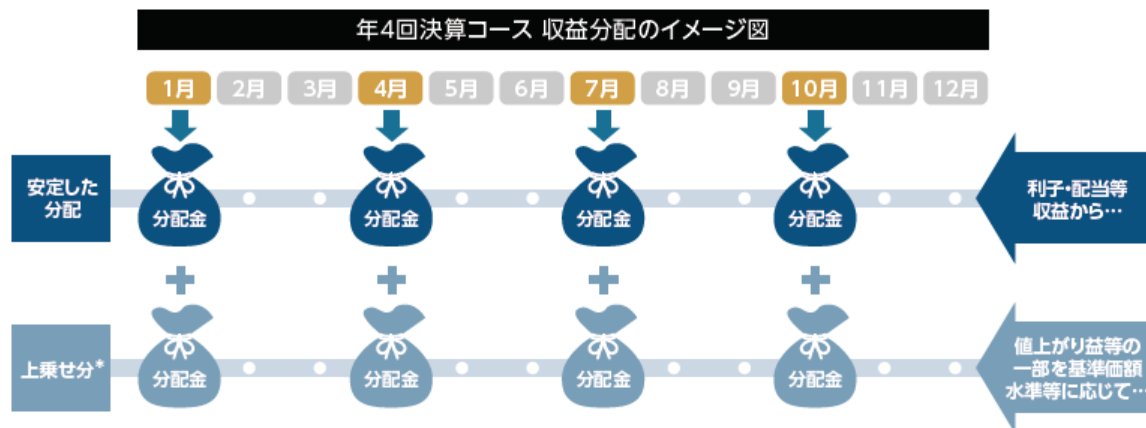 年4回決算コース 収益分配のイメージ図
1月 2月 3月 4月 5月 6月 7月 8月 9月 10月 11月 12月
安定した
分配
分配金 分配金 分配金 分配金
利子・配当等
収益から…
+ + + +
上乗せ分*
分配金 分配金 分配金 分配金
値上がり益等の
一部を基準価額
水準等に応じて…